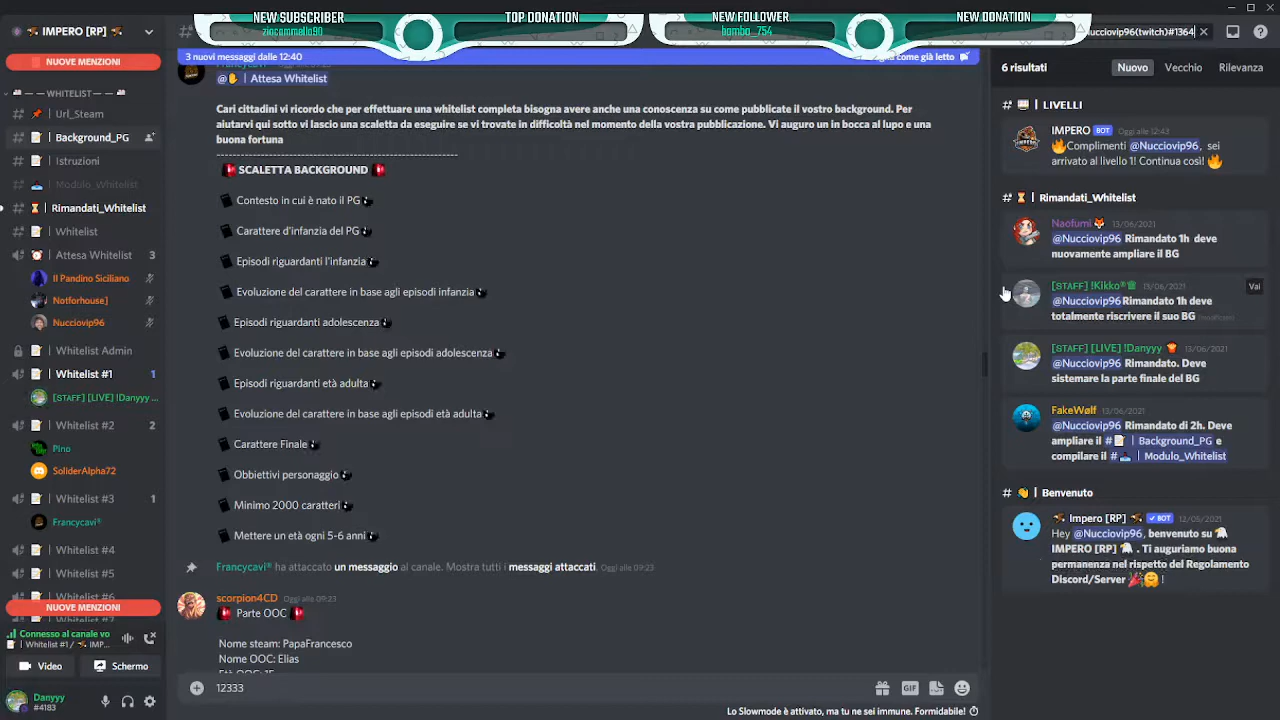 NEW SUBSCRIBER
zincammello90
TOP DONATION
NEW FOLLOWER
bamba_754
NEW DONATION
IMPERO [RP]
ucciovip96(twitch)#1364
NUOVE MENZIONI
WHITELIST
Url_Steam
Background_PG
Istruzioni
Modulo_Whitelist
Rimandati_Whitelist
Whitelist
Attesa Whitelist 3
Il Pandino Siciliano
Notforhouse]
Nucciovip96
Whitelist Admin
Whitelist #1 1
[STAFF] [LIVE] !Danyyy ...
Whitelist #2 2
Pino
SoliderAlpha72
Whitelist #3 1
Francycavi®
Whitelist #4
Whitelist #5
Whitelist #6
NUOVE MENZIONI
Connesso al canale vo
Whitelist #1 / IMP...
Video Schermo
Danyyy
#4183
3 nuovi messaggi dalle 12:40
come già letto
@ | Attesa Whitelist
Cari cittadini vi ricordo che per effettuare una whitelist completa bisogna avere anche una conoscenza su come pubblicate il vostro background. Per
aiutarvi qui sotto vi lascio una scaletta da eseguire se vi trovate in difficoltà nel momento della vostra pubblicazione. Vi auguro un in bocca al lupo e una
buona fortuna
SCALETTA BACKGROUND
Contesto in cui è nato il PG
Carattere d'infanzia del PG
Episodi riguardanti l'infanzia
Evoluzione del carattere in base agli episodi infanzia
Episodi riguardanti adolescenza
Evoluzione del carattere in base agli episodi adolescenza
Episodi riguardanti età adulta
Evoluzione del carattere in base agli episodi età adulta
Carattere Finale
Obbiettivi personaggio
Minimo 2000 caratteri
Mettere un età ogni 5-6 anni
Francycavi® ha attaccato un messaggio al canale. Mostra tutti i messaggi attaccati. Oggi alle 09:23
scorpion4CD Oggi alle 09:23
Parte OOC
Nome steam: PapaFrancesco
Nome OOC: Elias
12333
GIF
Lo Slowmode è attivato, ma tu ne sei immune. Formidabile!
6 risultati Nuovo Vecchio Rilevanza
# | LIVELLI
IMPERO BOT Oggi alle 12:43
Complimenti @Nucciovip96, sei
arrivato al livello 1! Continua così!
# | Rimandati_Whitelist
Naofumi 13/06/2021
@Nucciovip96 Rimandato 1h deve
nuovamente ampliare il BG
[STAFF] !Kikko® 13/06/2021 Vai
@Nucciovip96Rimandato 1h deve
totalmente riscrivere il suo BG
[STAFF] [LIVE] !Danyyy 13/06/2021
@Nucciovip96 Rimandato. Deve
sistemare la parte finale del BG
FakeWølf 13/06/2021
@Nucciovip96 Rimandato di 2h. Deve
ampliare il # | Background_PG e
compilare il # | Modulo_Whitelist
# | Benvenuto
Impero [RP] BOT 12/06/2021
Hey @Nucciovip96, benvenuto su
IMPERO [RP] . Ti auguriamo buona
permanenza nel rispetto del Regolamento
Discord/Server !